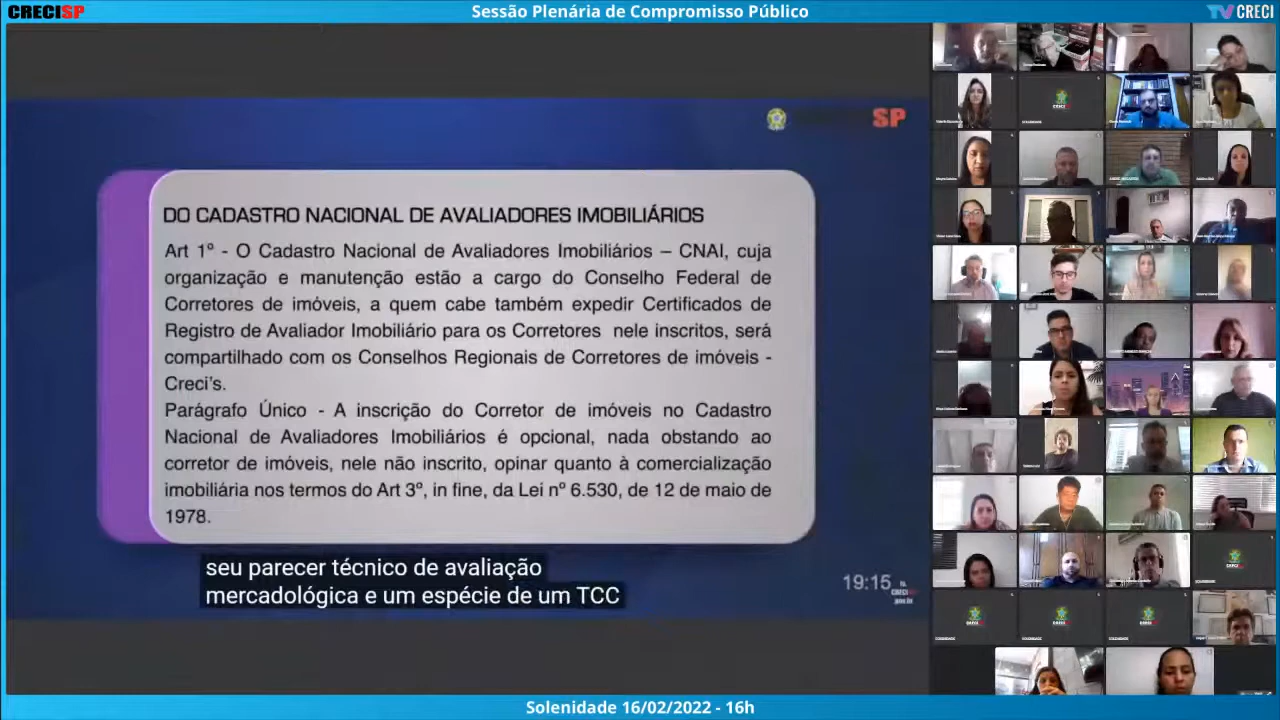 CRECISP
Sessão Plenária de Compromisso Público
TV CRECI
SP
DO CADASTRO NACIONAL DE AVALIADORES IMOBILIÁRIOS
Art 1º - O Cadastro Nacional de Avaliadores Imobiliários – CNAI, cuja
organização e manutenção estão a cargo do Conselho Federal de
Corretores de imóveis, a quem cabe também expedir Certificados de
Registro de Avaliador Imobiliário para os Corretores nele inscritos, será
compartilhado com os Conselhos Regionais de Corretores de imóveis -
Creci's.
Parágrafo Único - A inscrição do Corretor de imóveis no Cadastro
Nacional de Avaliadores Imobiliários é opcional, nada obstando ao
corretor de imóveis, nele não inscrito, opinar quanto à comercialização
imobiliária nos termos do Art 3º, in fine, da Lei nº 6.530, de 12 de maio de
1978.
seu parecer técnico de avaliação
mercadológica e um espécie de um TCC
19:15
Solenidade 16/02/2022 - 16h